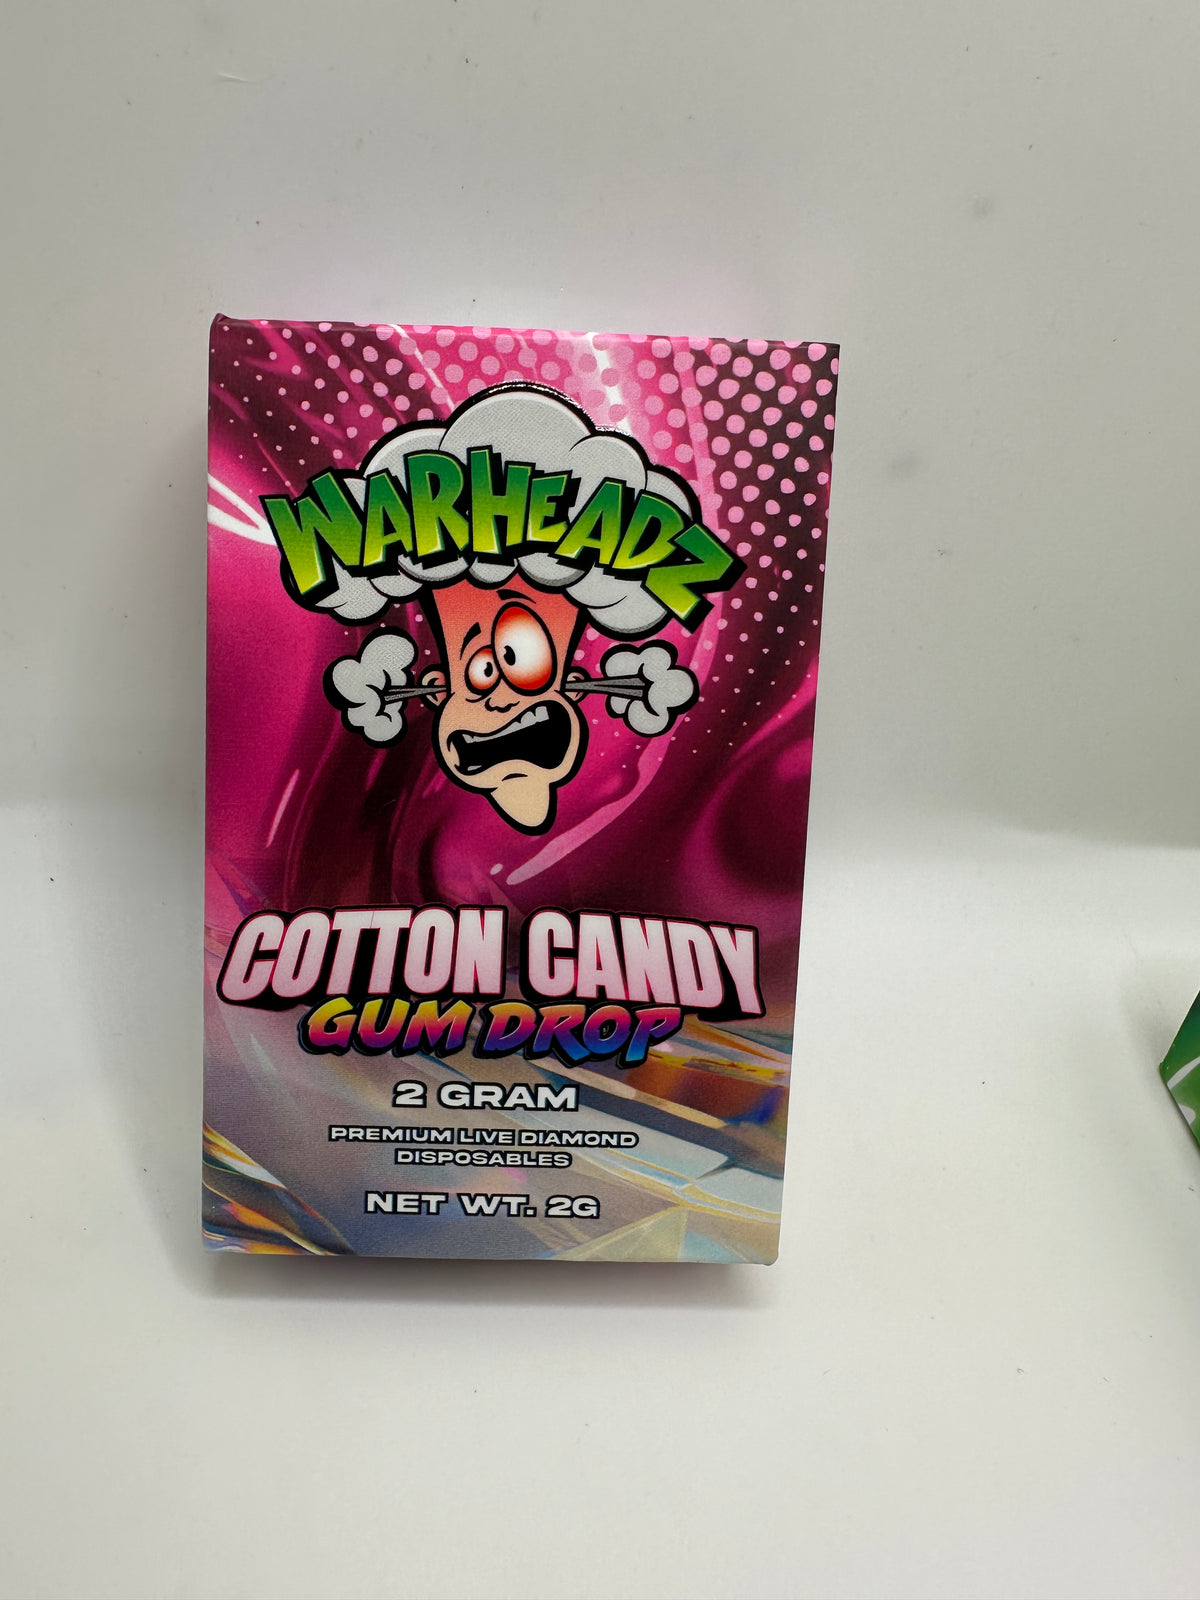 WARHEADZ
COTTON CANDY
GUM DROP
2 GRAM
PREMIUM LIVE DIAMOND
DISPOSABLES
NET WT. 2G